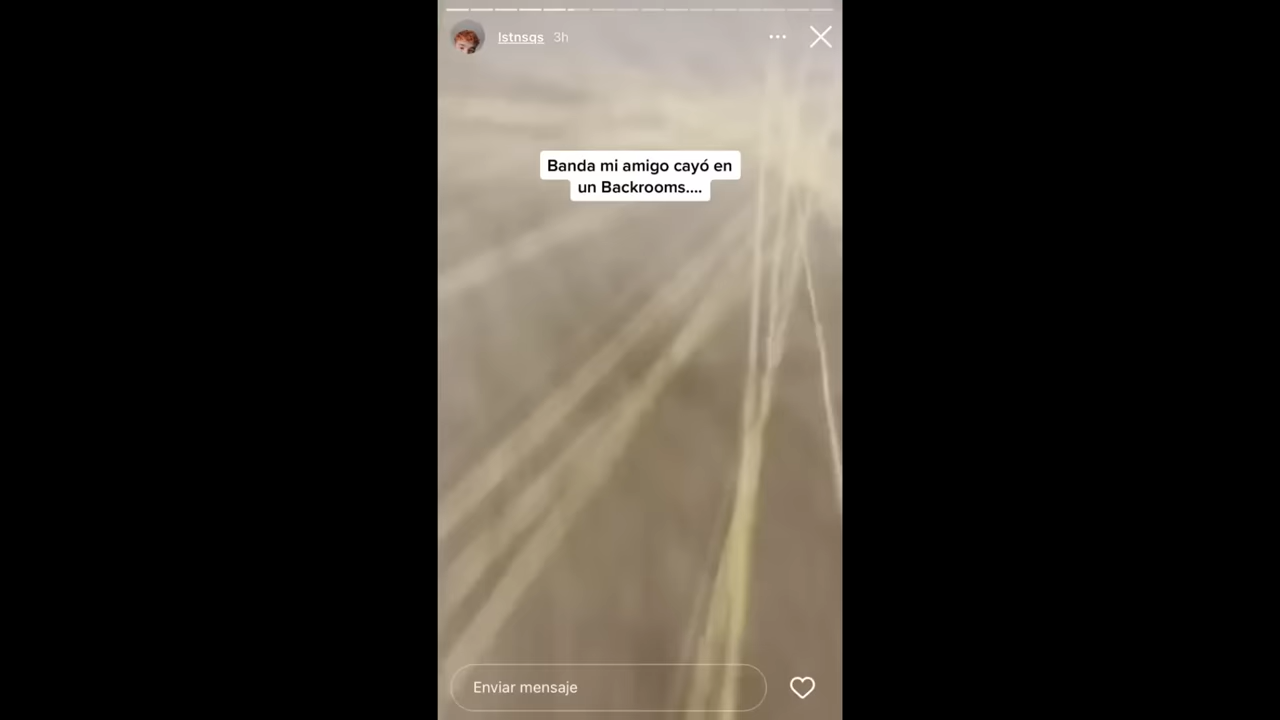 lstnsqs 3h
Banda mi amigo cayó en
un Backrooms....
Enviar mensaje